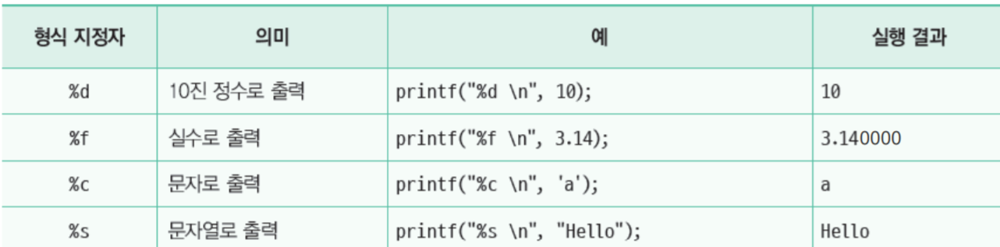 형식 지정자 의미 예 실행 결과
%d 10진 정수로 출력 printf("%d \n", 10); 10
%f 실수로 출력 printf("%f \n", 3.14); 3.140000
%c 문자로 출력 printf("%c \n", 'a'); a
%s 문자열로 출력 printf("%s \n", "Hello"); Hello